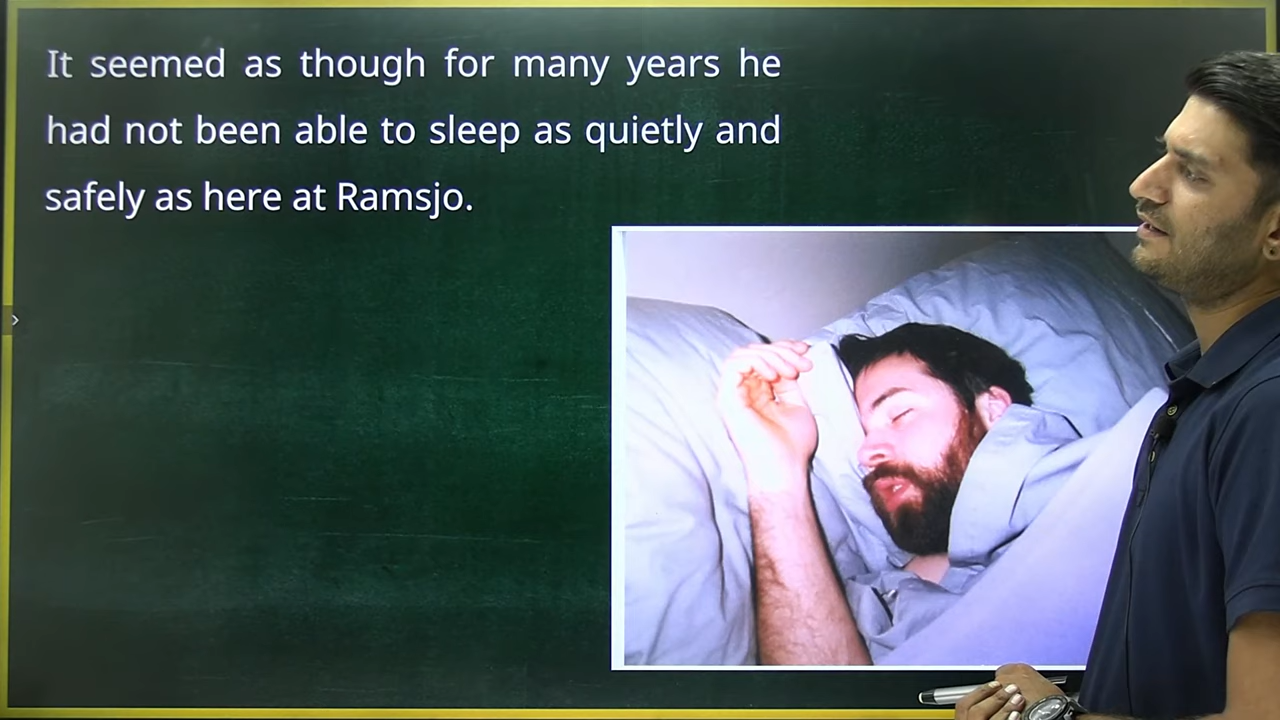 It seemed as though for many years he
had not been able to sleep as quietly and
safely as here at Ramsjo.